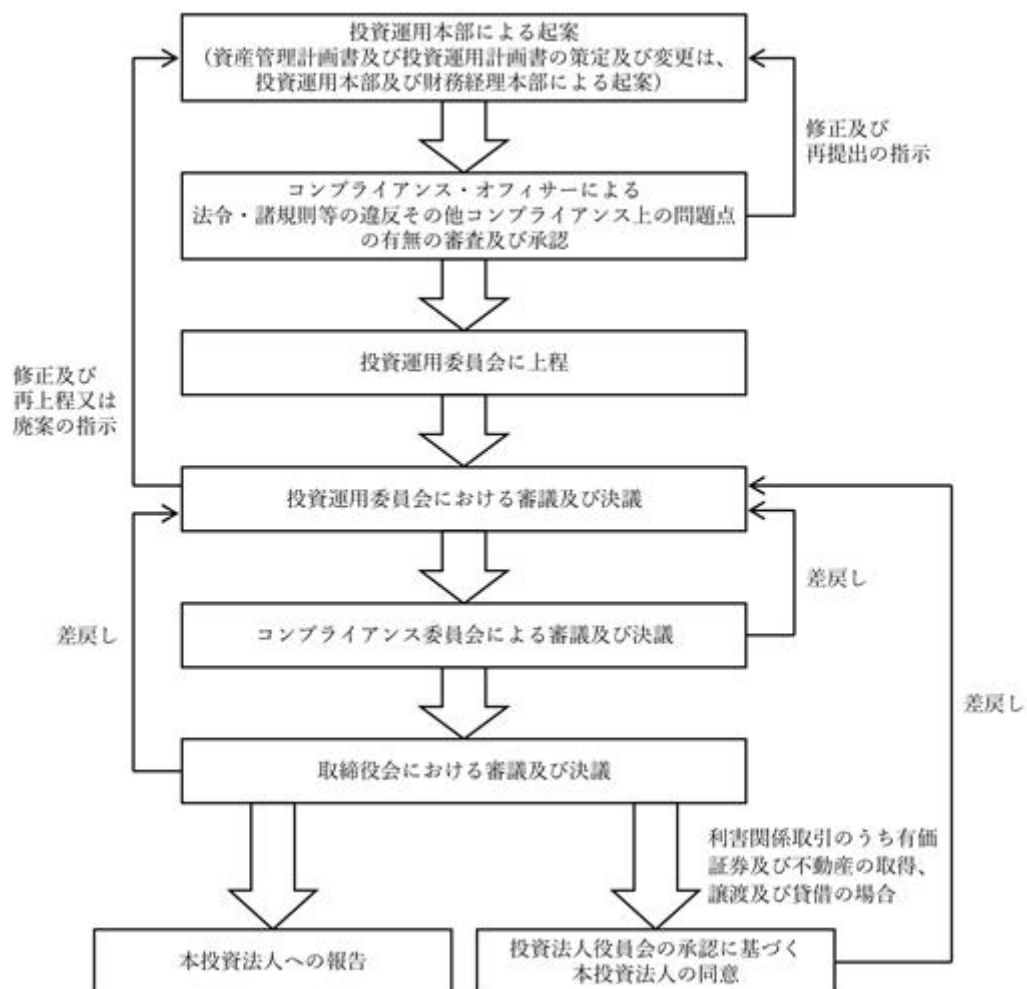 投資運用本部による起案
（資産管理計画書及び投資運用計画書の策定及び変更は、
投資運用本部及び財務経理本部による起案）
修正及び
再提出の指示
コンプライアンス・オフィサーによる
法令・諸規則等の違反その他コンプライアンス上の問題点
の有無の審査及び承認
投資運用委員会に上程
修正及び
再上程又は
廃案の指示
投資運用委員会における審議及び決議
差戻し
コンプライアンス委員会による審議及び決議
差戻し
差戻し
取締役会における審議及び決議
利害関係取引のうち有価
証券及び不動産の取得、
譲渡及び貸借の場合
本投資法人への報告
投資法人役員会の承認に基づく
本投資法人の同意